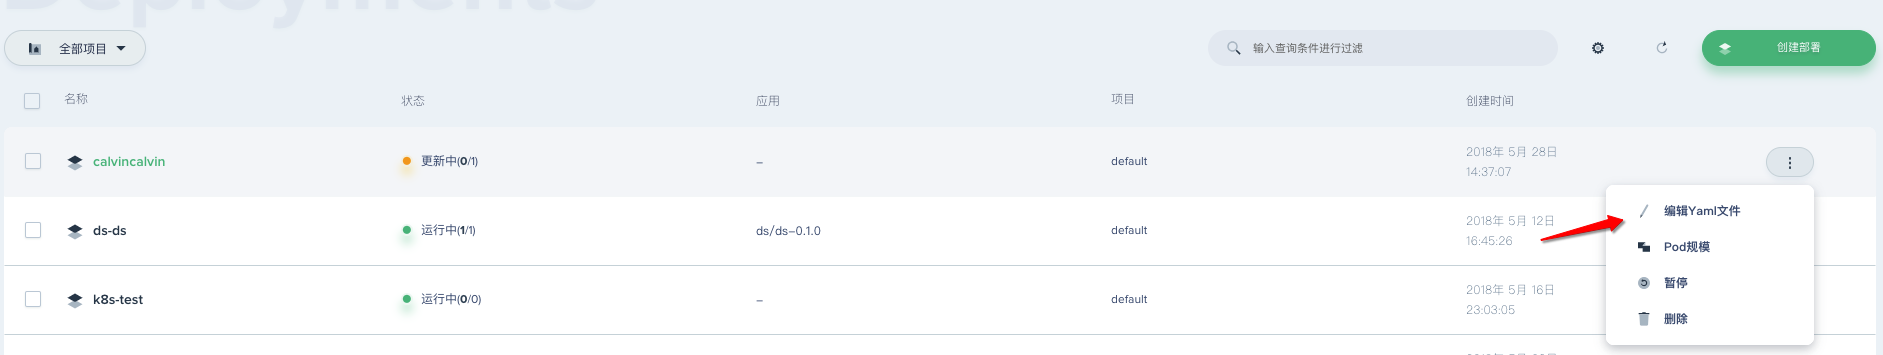 Deployments
全部项目
输入查询条件进行过滤
创建部署
名称 状态 应用 项目 创建时间
calvincalvin 更新中(0/1) – default 2018年 5月 28日
14:37:07
编辑Yaml文件
ds-ds 运行中(1/1) ds/ds-0.1.0 default 2018年 5月 12日
16:45:26
Pod规模
暂停
k8s-test 运行中(0/0) – default 2018年 5月 16日
23:03:05
删除